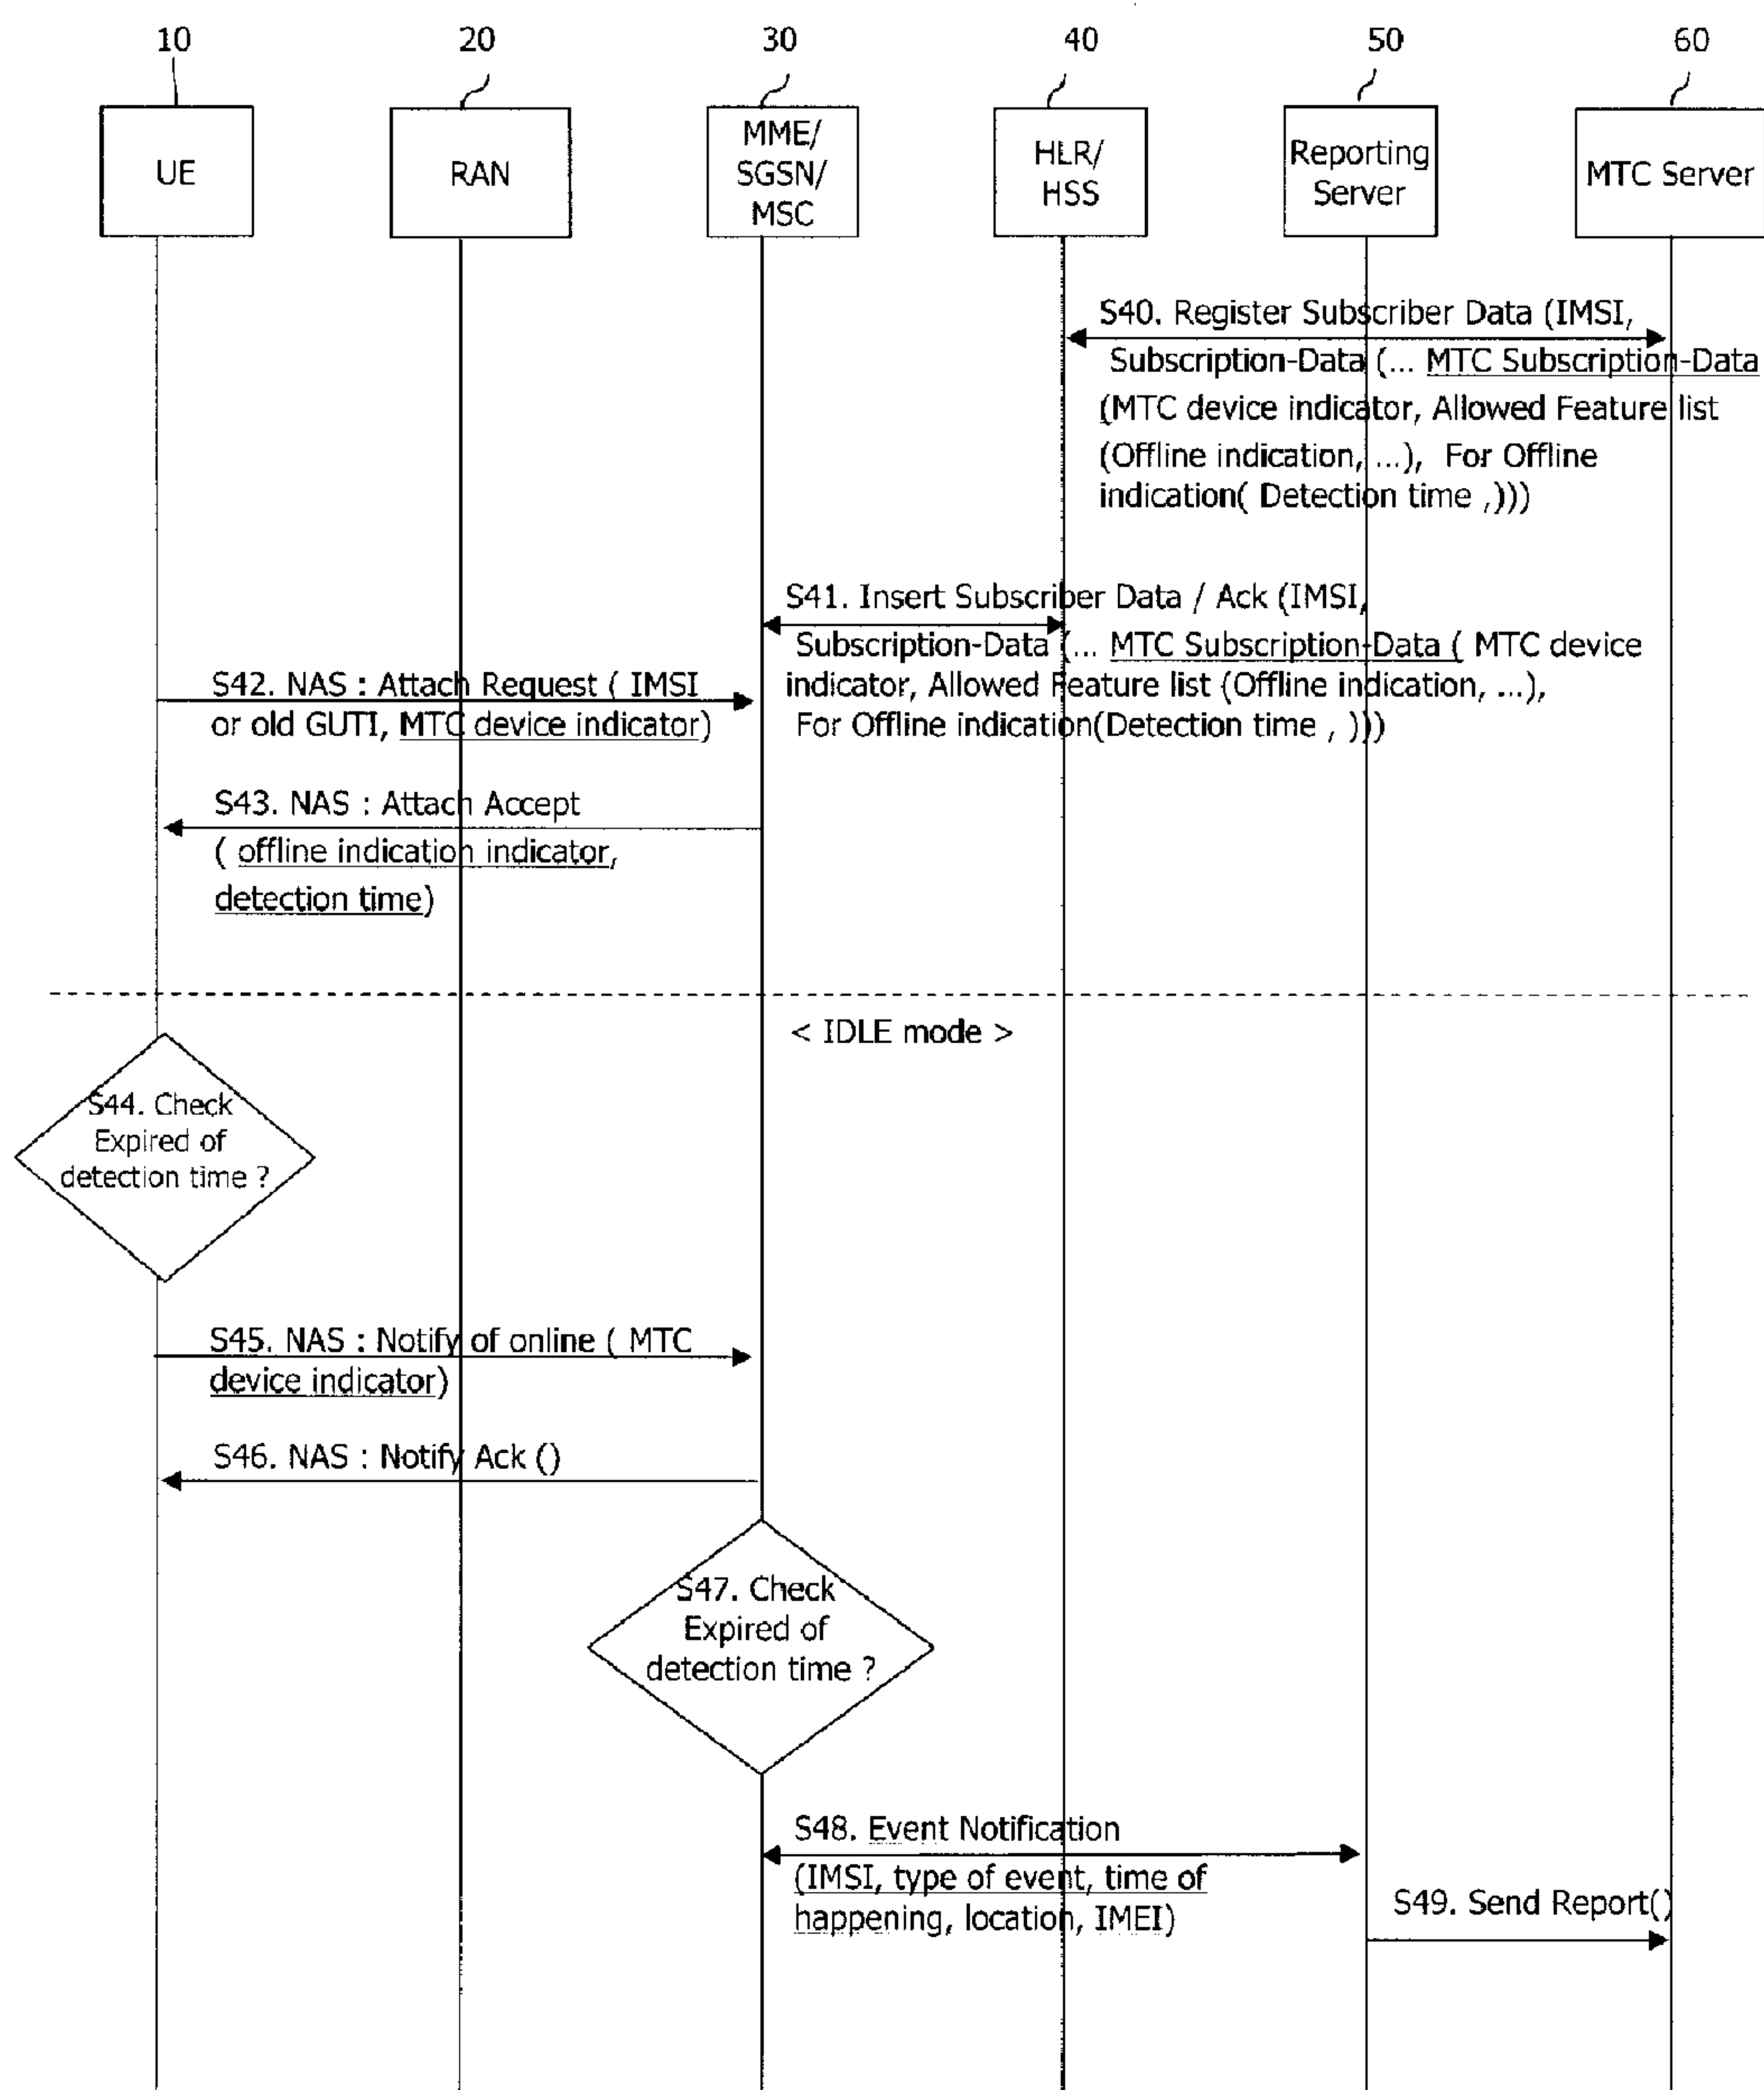 10
20
30
40
50
60
UE
RAN
MME/
SGSN/
MSC
HLR/
HSS
Reporting
Server
MTC Server
S40. Register Subscriber Data (IMSI,
Subscription-Data (... MTC Subscription-Data
(MTC device indicator, Allowed Feature list
(Offline indication, ...), For Offline
indication( Detection time ,)))
S41. Insert Subscriber Data / Ack (IMSI,
Subscription-Data (... MTC Subscription-Data ( MTC device
indicator, Allowed Feature list (Offline indication, ...),
For Offline indication(Detection time , )))
S42. NAS : Attach Request ( IMSI
or old GUTI, MTC device indicator)
S43. NAS : Attach Accept
( offline indication indicator,
detection time)
< IDLE mode >
S44. Check
Expired of
detection time ?
S45. NAS : Notify of online ( MTC
device indicator)
S46. NAS : Notify Ack ()
S47. Check
Expired of
detection time ?
S48. Event Notification
(IMSI, type of event, time of
happening, location, IMEI)
S49. Send Report()